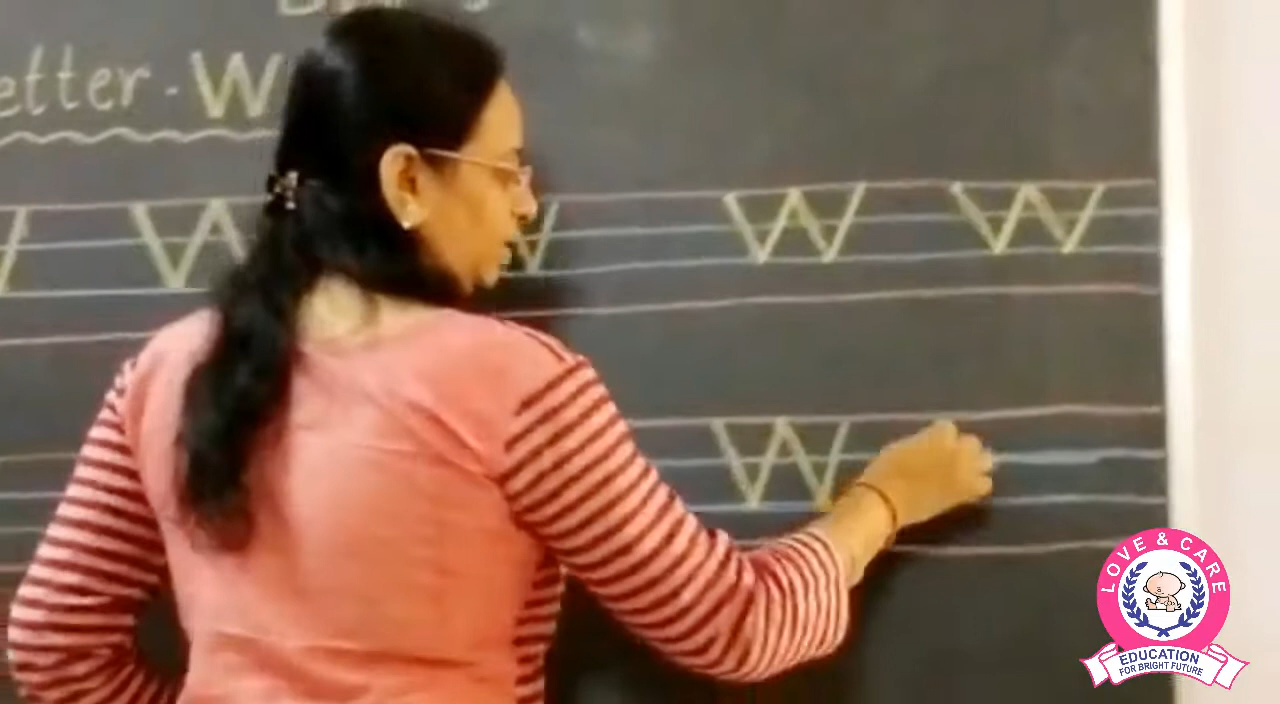 etter - W
W W W W
W
LOVE & CARE
EDUCATION
FOR BRIGHT FUTURE